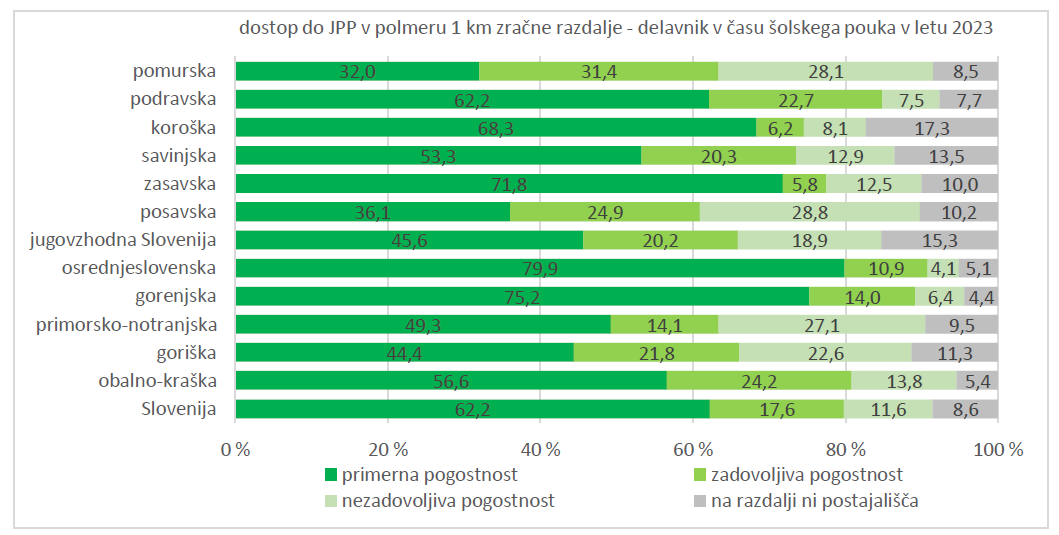 dostop do JPP v polmeru 1 km zračne razdalje - delavnik v času šolskega pouka v letu 2023
pomurska 32,0 31,4 28,1 8,5
podravska 62,2 22,7 7,5 7,7
koroška 68,3 6,2 8,1 17,3
savinjska 53,3 20,3 12,9 13,5
zasavska 71,8 5,8 12,5 10,0
posavska 36,1 24,9 28,8 10,2
jugovzhodna Slovenija 45,6 20,2 18,9 15,3
osrednjeslovenska 79,9 10,9 4,1 5,1
gorenjska 75,2 14,0 6,4 4,4
primorsko-notranjska 49,3 14,1 27,1 9,5
goriška 44,4 21,8 22,6 11,3
obalno-kraška 56,6 24,2 13,8 5,4
Slovenija 62,2 17,6 11,6 8,6
0 % 20 % 40 % 60 % 80 % 100 %
primerna pogostnost zadovoljiva pogostnost
nezadovoljiva pogostnost na razdalji ni postajališča